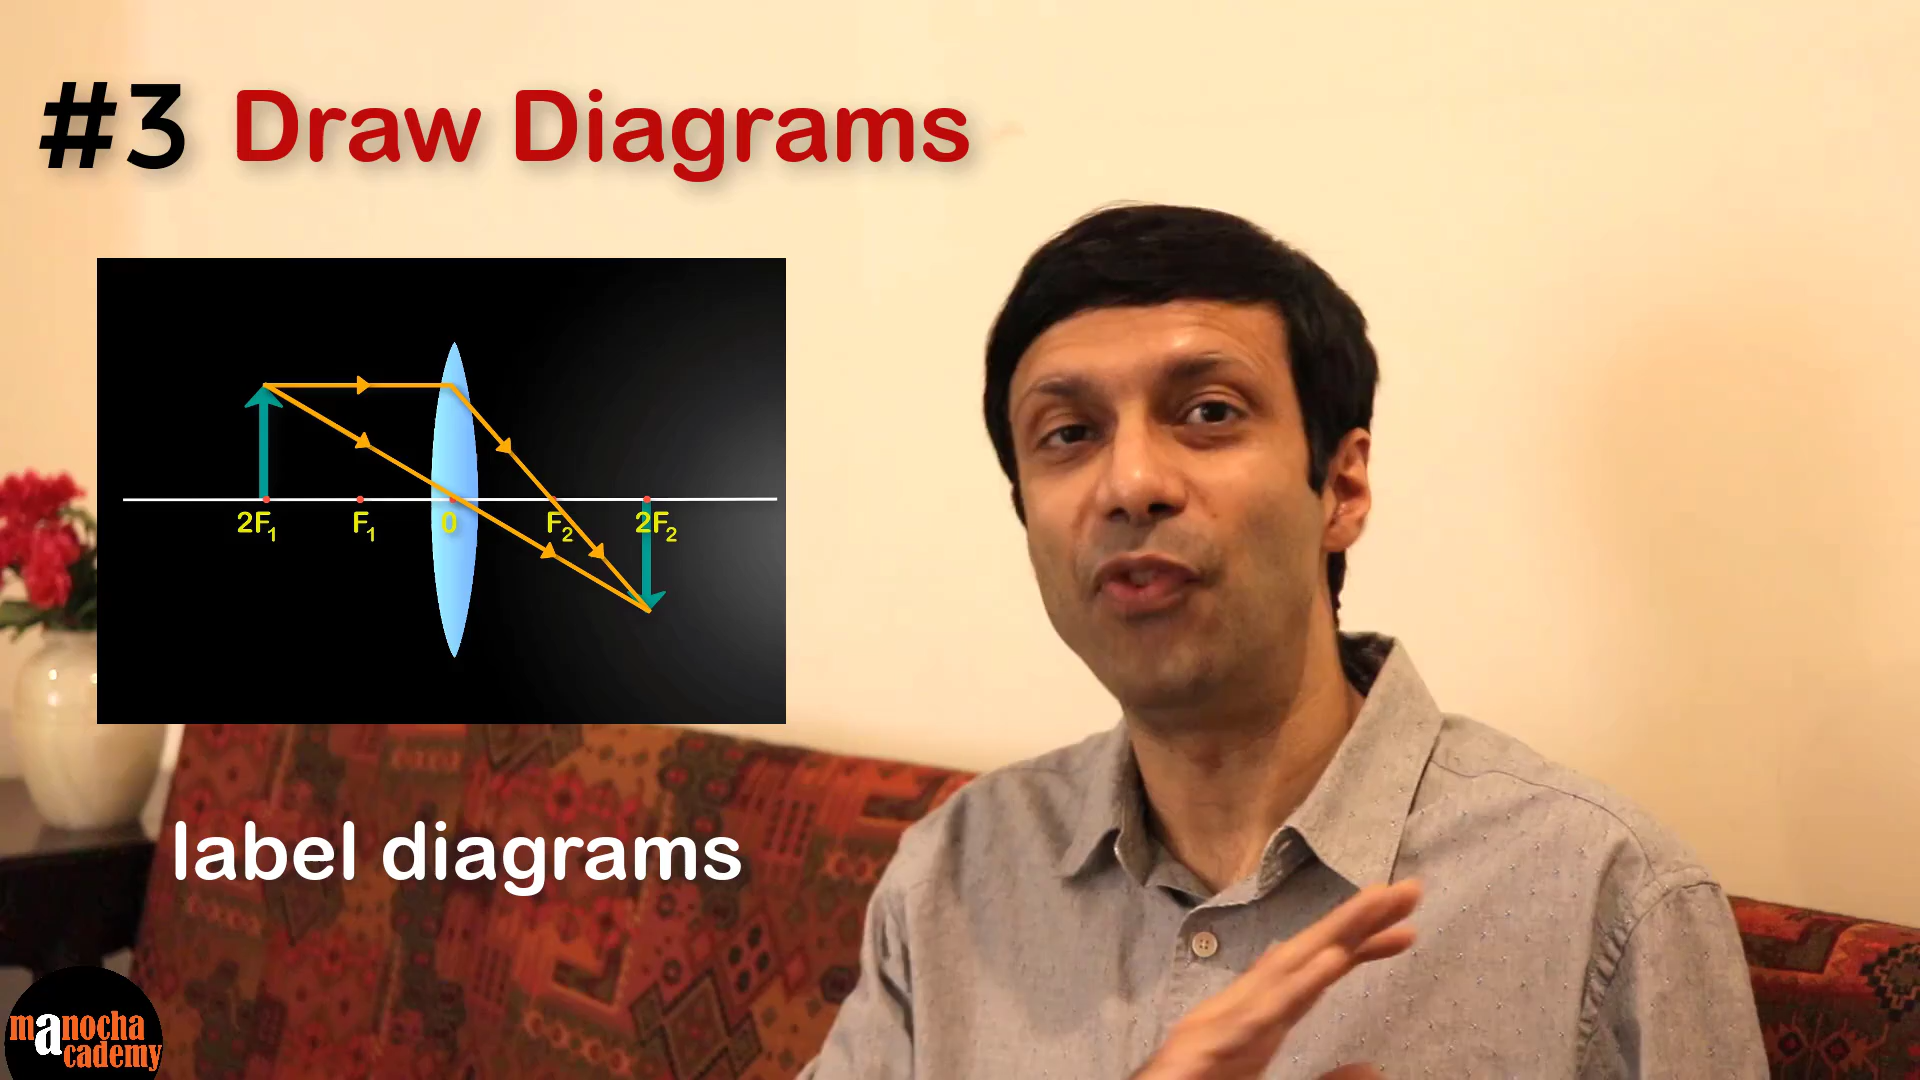 #3 Draw Diagrams
2F1 F1 0 F2 2F2
label diagrams
manocha
academy